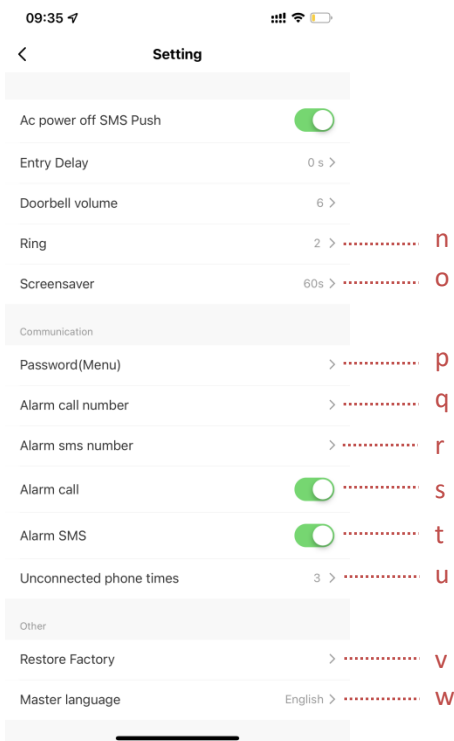 09:35
Setting
Ac power off SMS Push
Entry Delay 0 s
Doorbell volume 6
Ring 2 n
Screensaver 60s o
Communication
Password(Menu) p
Alarm call number q
Alarm sms number r
Alarm call s
Alarm SMS t
Unconnected phone times 3 u
Other
Restore Factory v
Master language English w